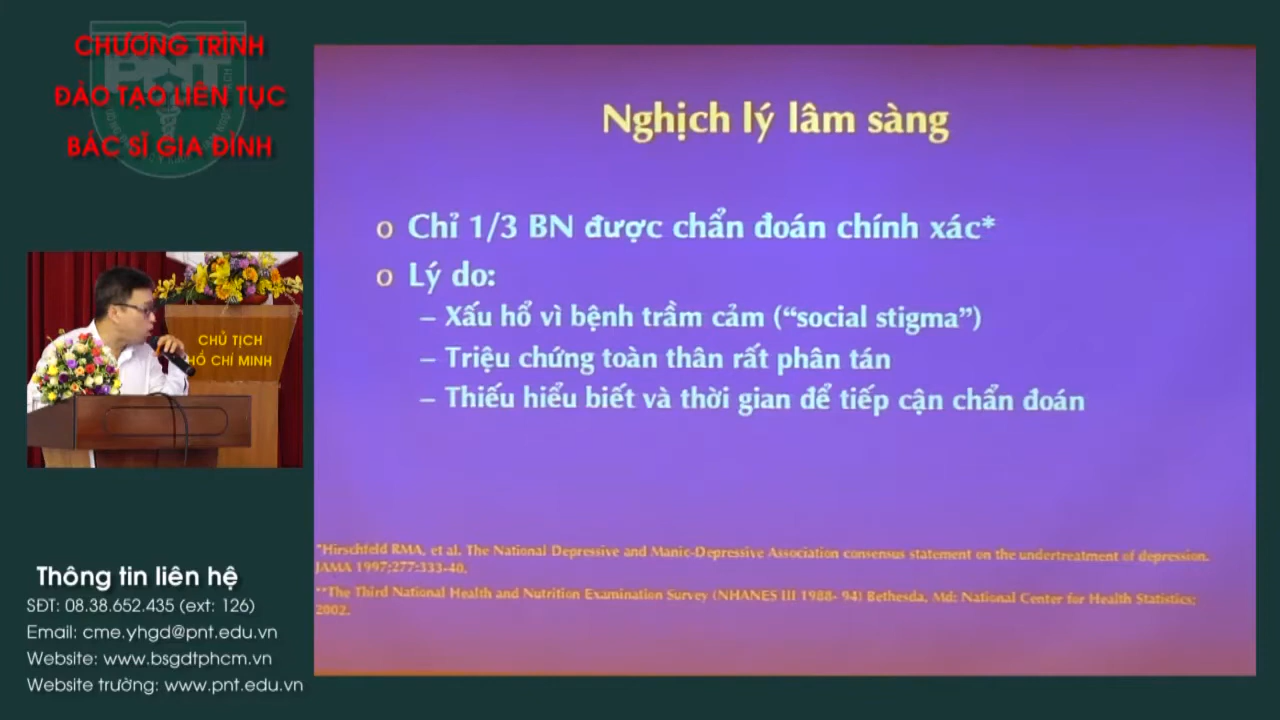 CHƯƠNG TRÌNH
ĐÀO TẠO LIÊN TỤC
BÁC SĨ GIA ĐÌNH
PNT
CHỦ TỊCH
HỒ CHÍ MINH
Thông tin liên hệ
SĐT: 08.38.652.435 (ext: 126)
Email: cme.yhgd@pnt.edu.vn
Website: www.bsgdtphcm.vn
Website trường: www.pnt.edu.vn
Nghịch lý lâm sàng
o Chỉ 1/3 BN được chẩn đoán chính xác*
o Lý do:
– Xấu hổ vì bệnh trầm cảm (“social stigma”)
– Triệu chứng toàn thân rất phân tán
– Thiếu hiểu biết và thời gian để tiếp cận chẩn đoán
*Hirschfeld RMA, et al. The National Depressive and Manic-Depressive Association consensus statement on the undertreatment of depression.
JAMA 1997;277:333-40.
**The Third National Health and Nutrition Examination Survey (NHANES III 1988- 94) Bethesda, Md: National Center for Health Statistics;
2002.